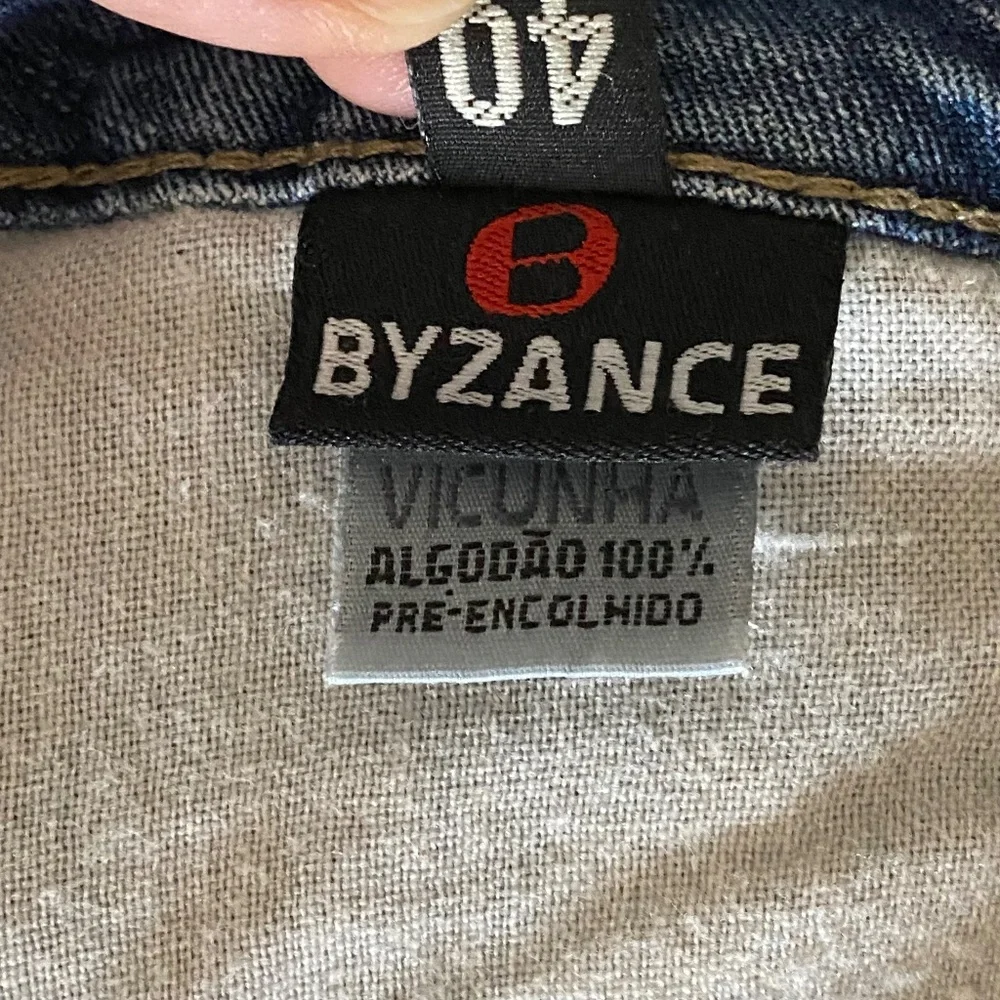 40
B
BYZANCE
VICUNHA
ALGODÃO 100%
PRE-ENCOLHIDO